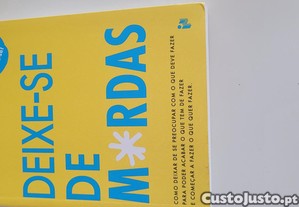 DEIXE-SE
DE
M*RDAS
COMO DEIXAR DE SE PREOCUPAR COM O QUE DEVE FAZER
PARA PODER ACABAR O QUE TEM DE FAZER
E COMEÇAR A FAZER O QUE QUER FAZER.
CustoJusto.pt